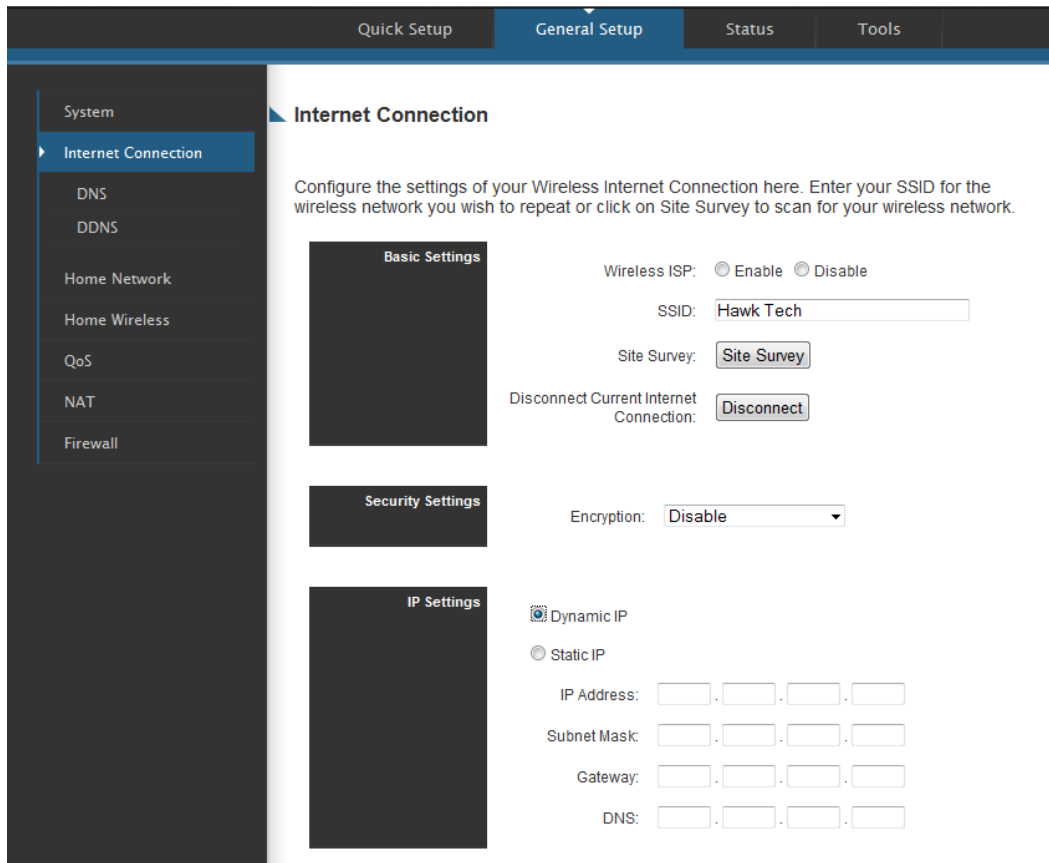 Quick Setup
General Setup
Status
Tools
System
Internet Connection
DNS
DDNS
Home Network
Home Wireless
QoS
NAT
Firewall
Internet Connection
Configure the settings of your Wireless Internet Connection here. Enter your SSID for the
wireless network you wish to repeat or click on Site Survey to scan for your wireless network.
Basic Settings
Wireless ISP: Enable Disable
SSID: Hawk Tech
Site Survey: Site Survey
Disconnect Current Internet
Connection: Disconnect
Security Settings
Encryption: Disable
IP Settings
Dynamic IP
Static IP
IP Address: . . .
Subnet Mask: . . .
Gateway: . . .
DNS: . . .